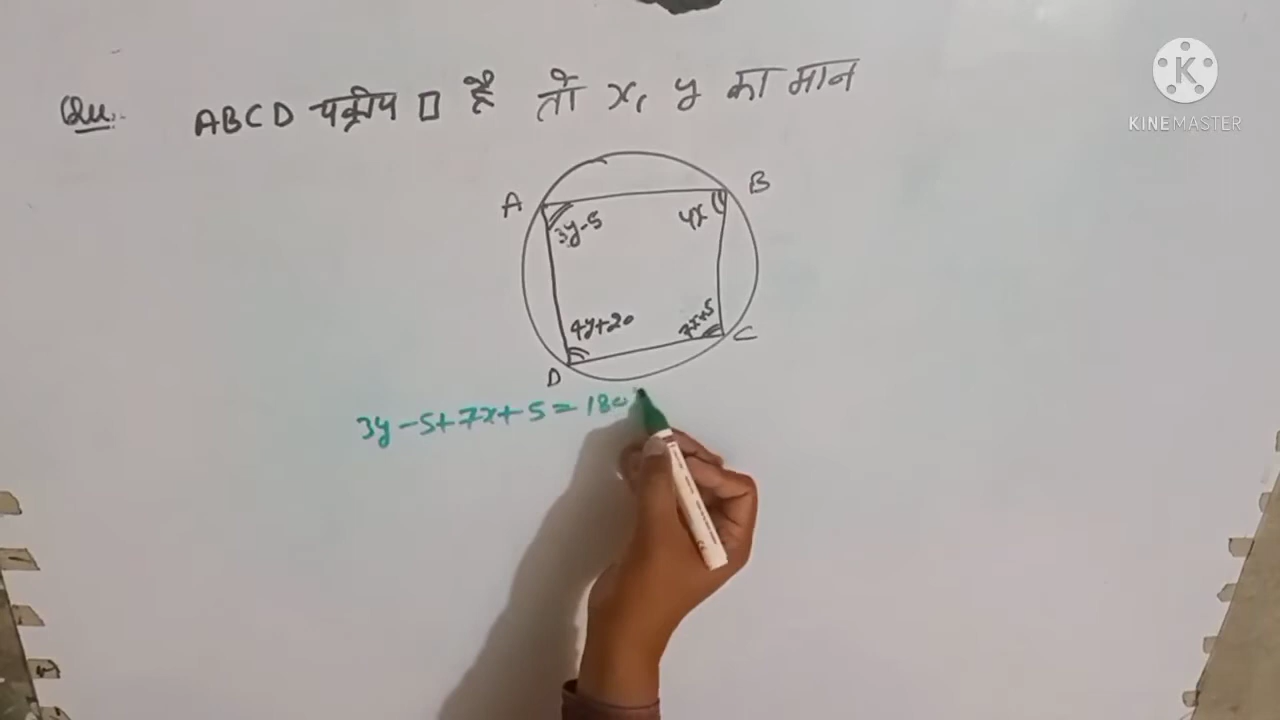 Qu. ABCD चक्रीय □ है तो x, y का मान
A
B
3y-5
4x
4y+20
7x+5
C
D
3y-5+7x+5=180
K
KINEMASTER